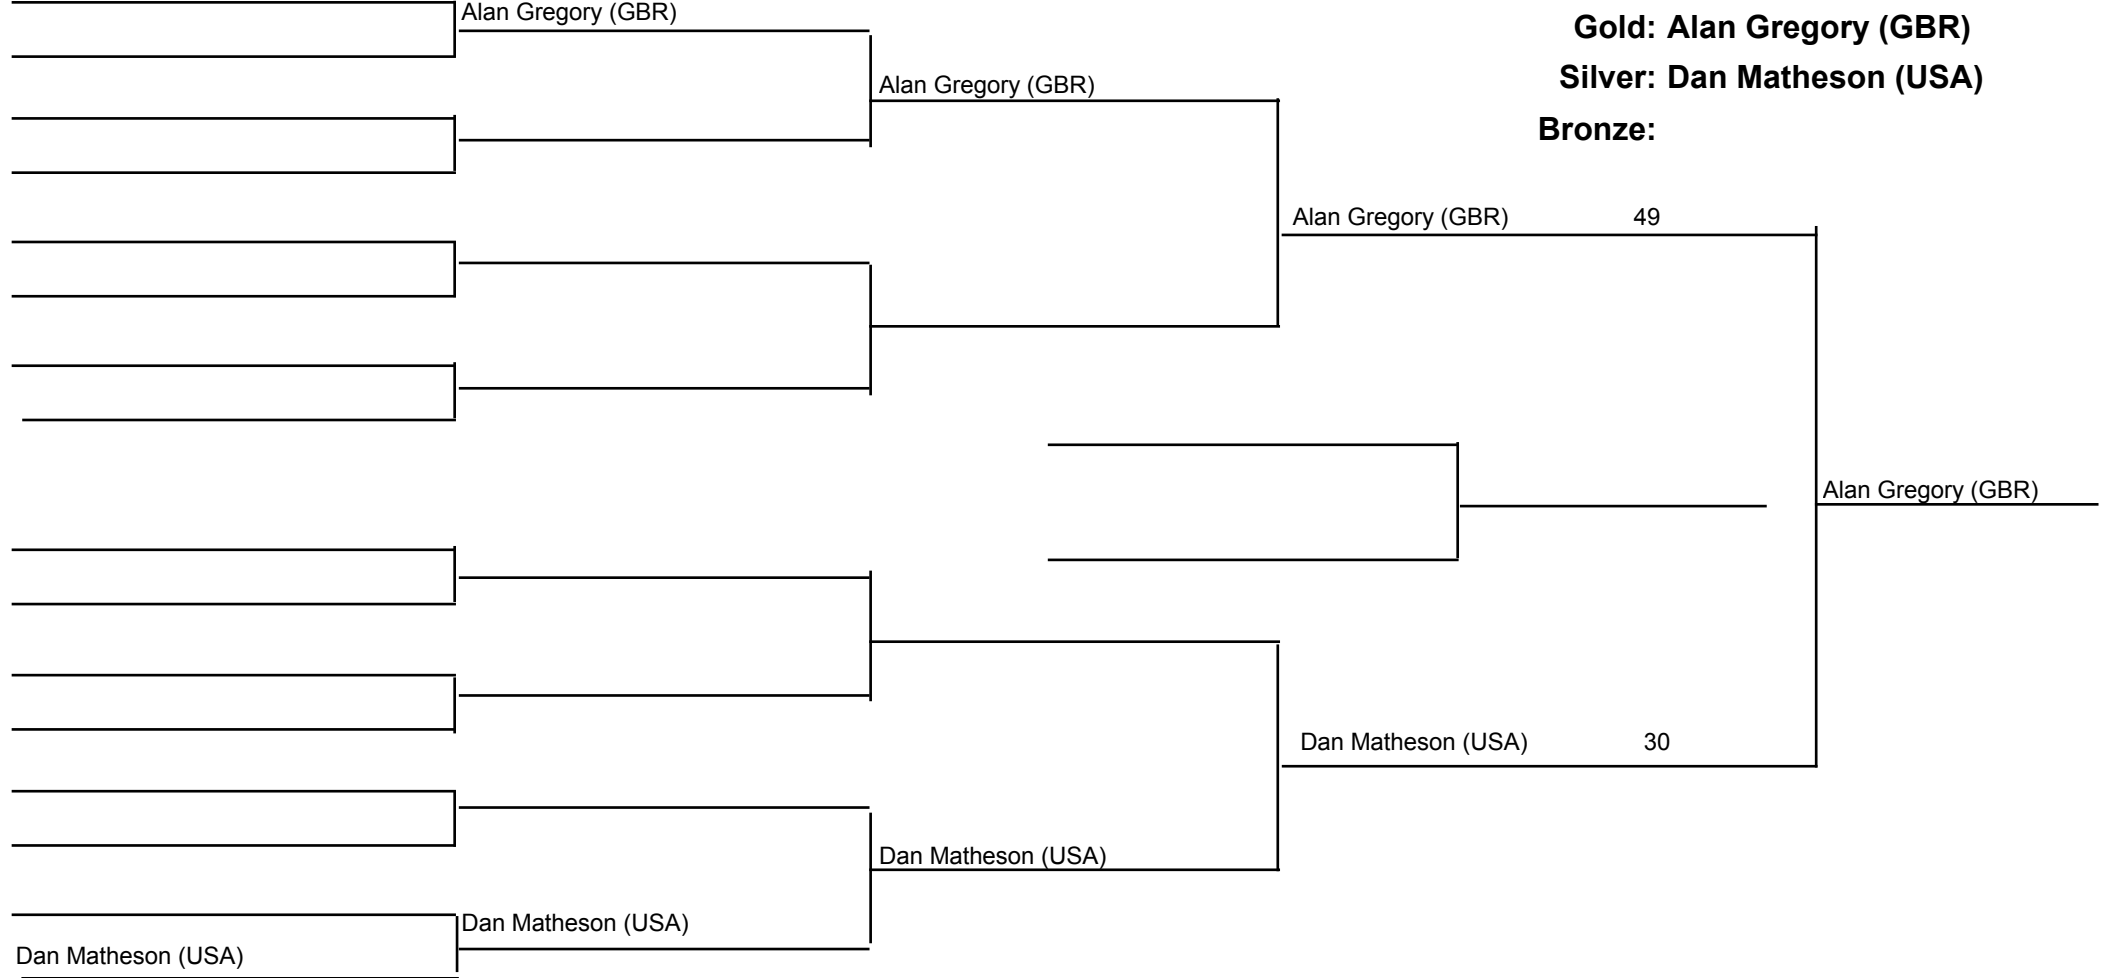 Alan Gregory (GBR)
Gold: Alan Gregory (GBR)
Alan Gregory (GBR)
Silver: Dan Matheson (USA)
Bronze:
Alan Gregory (GBR) 49
Alan Gregory (GBR)
Dan Matheson (USA) 30
Dan Matheson (USA)
Dan Matheson (USA)
Dan Matheson (USA)